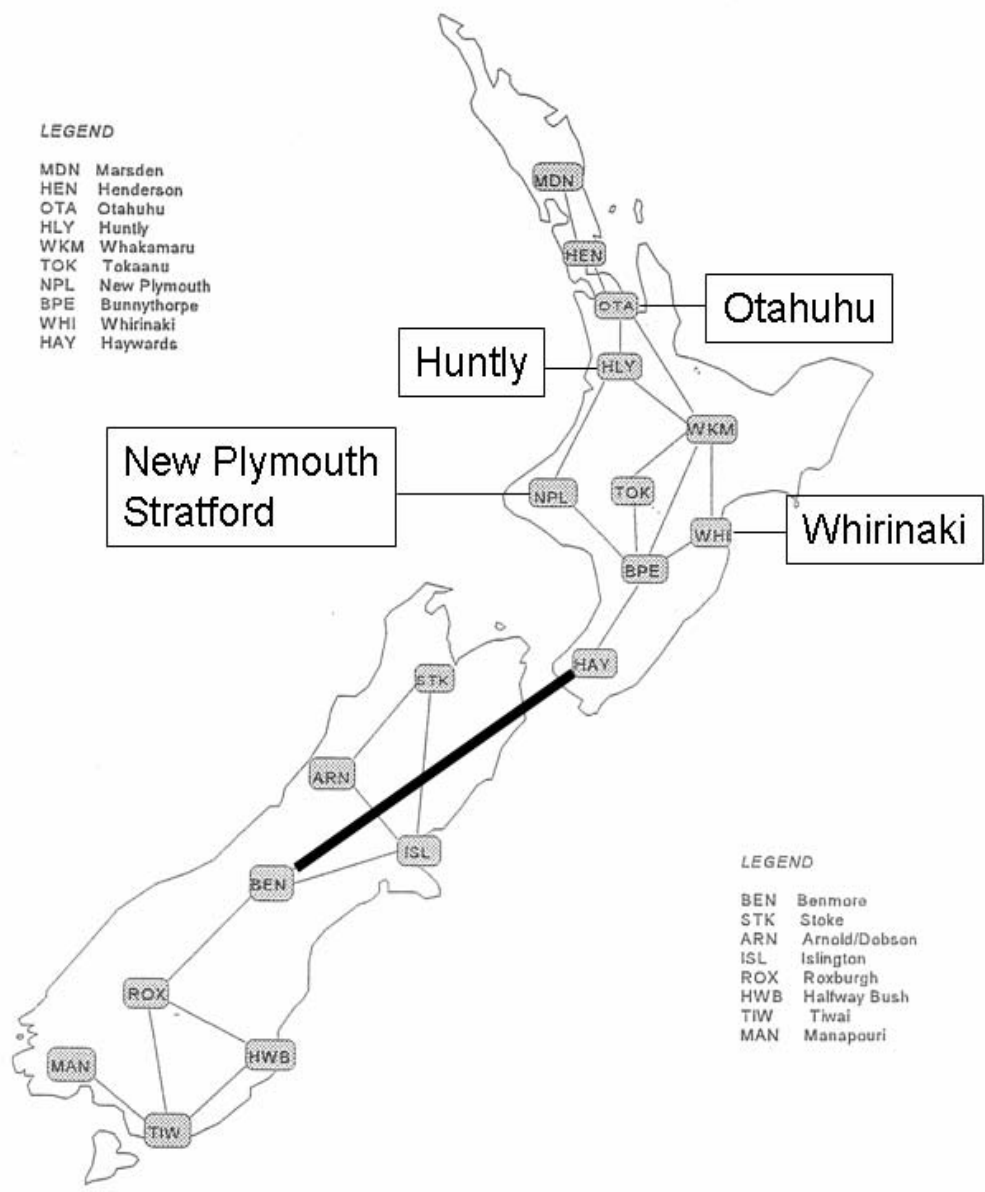 LEGEND
MDN Marsden
HEN Henderson
OTA Otahuhu
HLY Huntly
WKM Whakamaru
TOK Tokaanu
NPL New Plymouth
BPE Bunnythorpe
WHI Whirinaki
HAY Haywards
MDN
HEN
OTA
Otahuhu
Huntly
HLY
WKM
New Plymouth
Stratford
NPL
TOK
WHI
Whirinaki
BPE
HAY
STK
ARN
ISL
BEN
ROX
HWB
MAN
TIW
LEGEND
BEN Benmore
STK Stoke
ARN Arnold/Dobson
ISL Islington
ROX Roxburgh
HWB Halfway Bush
TIW Tiwai
MAN Manapouri